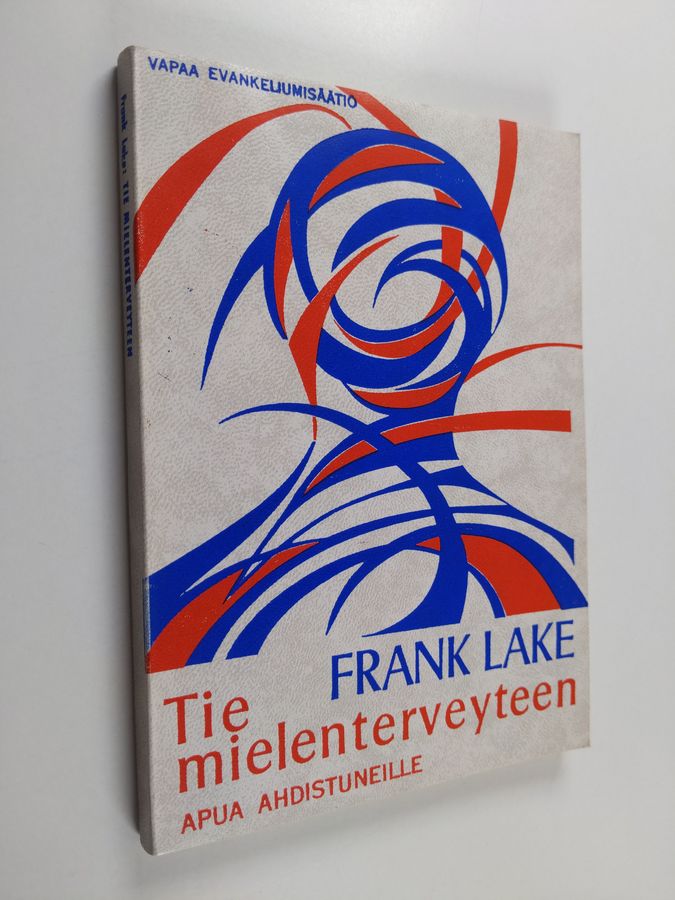 VAPAA EVANKELIUMISÄÄTIÖ
Frank Lake: TIE MIELENTERVEYTEEN
FRANK LAKE
Tie
mielenterveyteen
APUA AHDISTUNEILLE